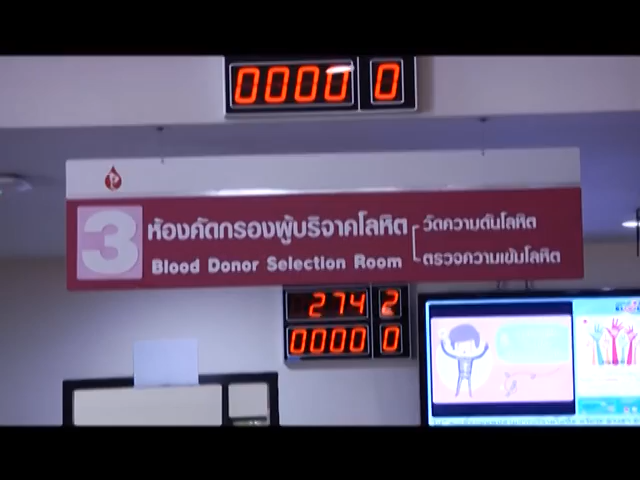 0000 0
3
ห้องคัดกรองผู้บริจาคโลหิต
Blood Donor Selection Room
วัดความดันโลหิต
ตรวจความเข้มโลหิต
274 2
0000 0